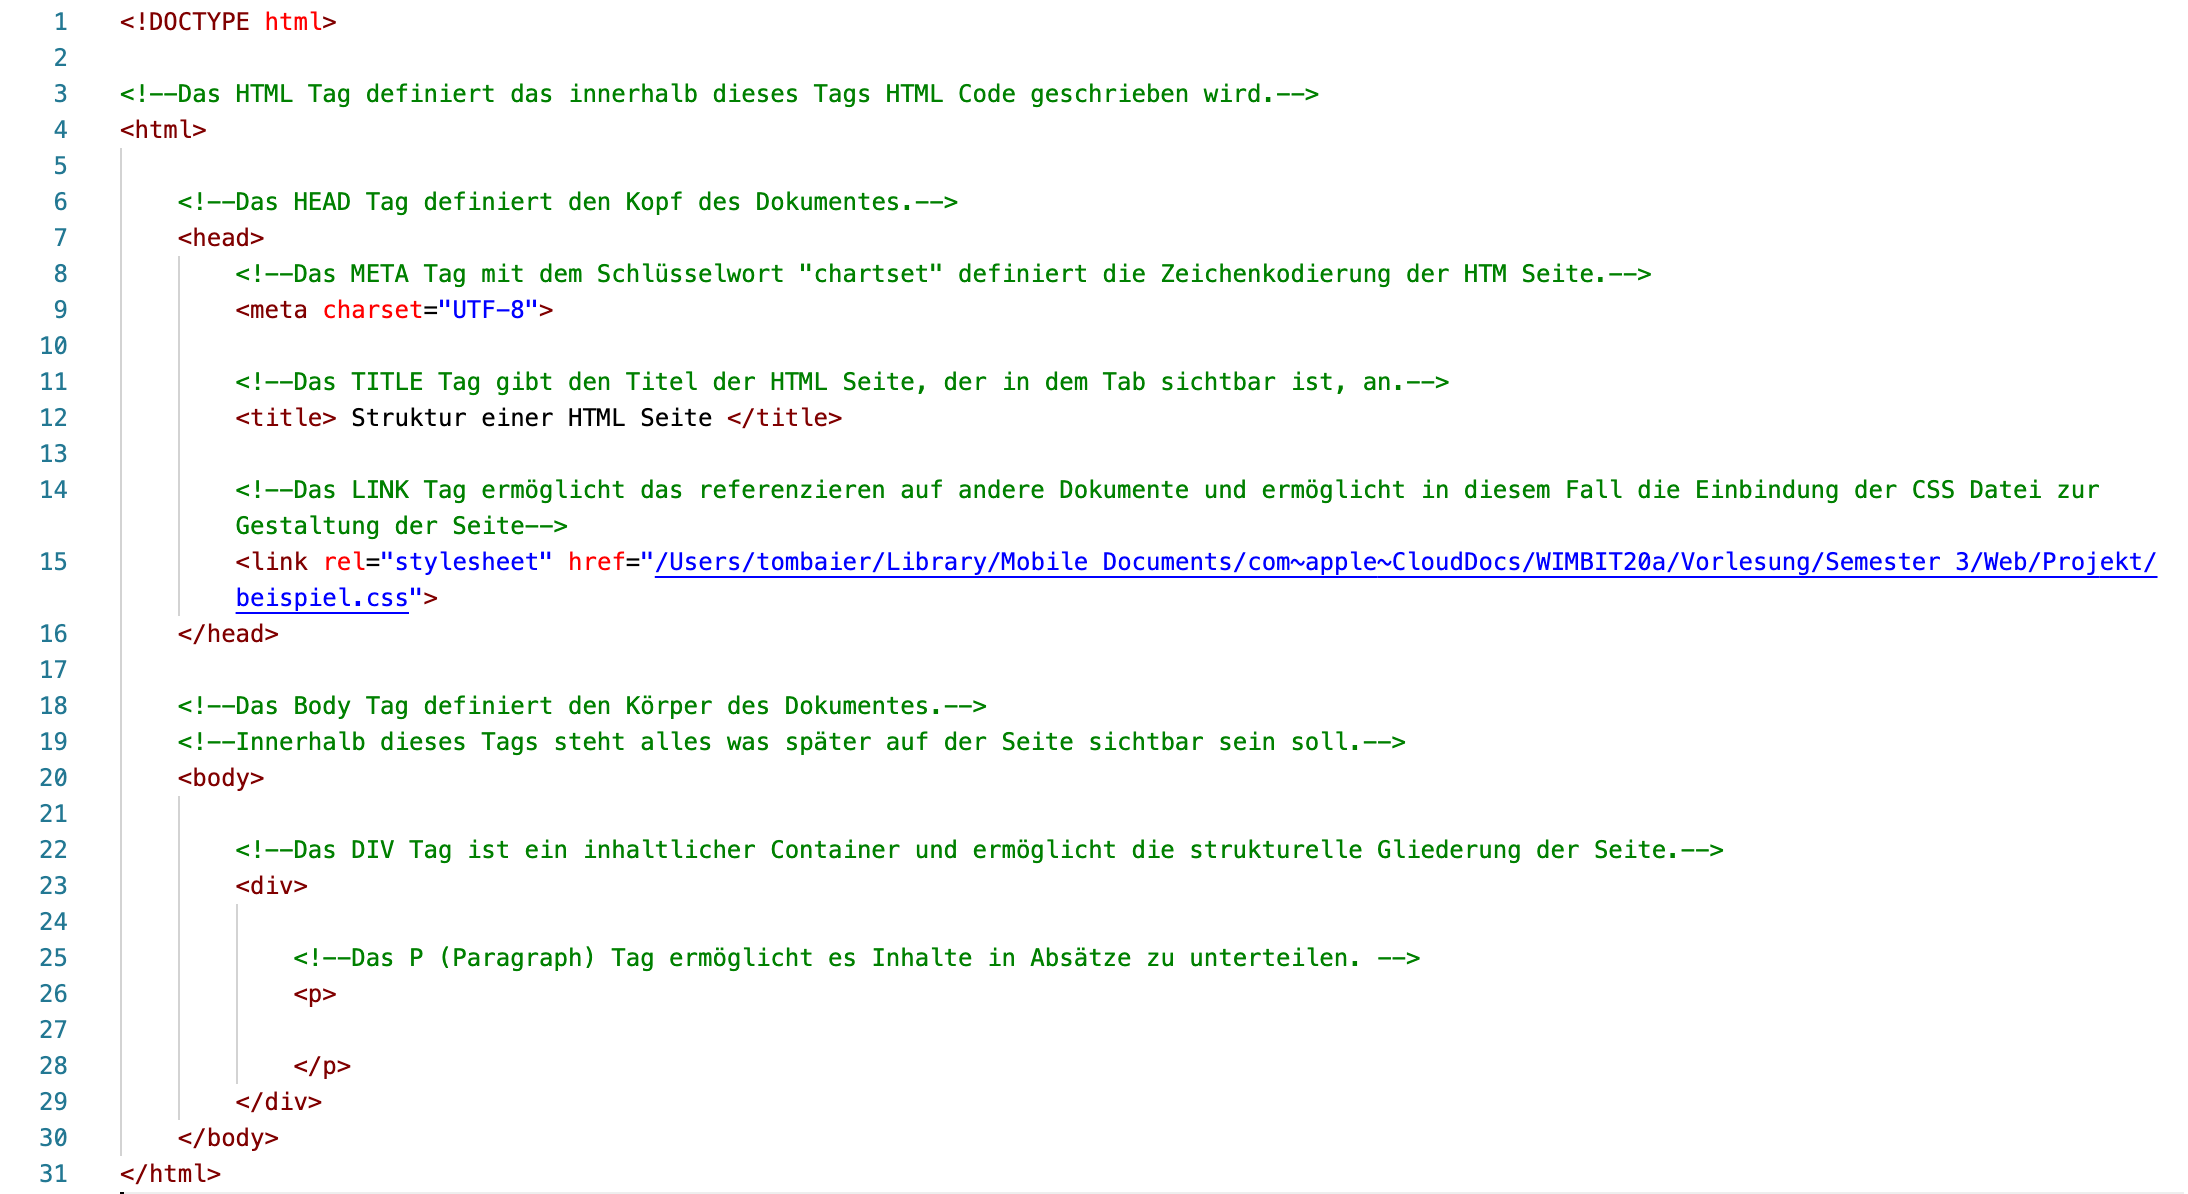 1 <!DOCTYPE html>
2
3 <!--Das HTML Tag definiert das innerhalb dieses Tags HTML Code geschrieben wird.-->
4 <html>
5
6 <!--Das HEAD Tag definiert den Kopf des Dokumentes.-->
7 <head>
8 <!--Das META Tag mit dem Schlüsselwort "chartset" definiert die Zeichenkodierung der HTM Seite.-->
9 <meta charset="UTF-8">
10
11 <!--Das TITLE Tag gibt den Titel der HTML Seite, der in dem Tab sichtbar ist, an.-->
12 <title> Struktur einer HTML Seite </title>
13
14 <!--Das LINK Tag ermöglicht das referenzieren auf andere Dokumente und ermöglicht in diesem Fall die Einbindung der CSS Datei zur
Gestaltung der Seite-->
15 <link rel="stylesheet" href="/Users/tombaier/Library/Mobile Documents/com~apple~CloudDocs/WIMBIT20a/Vorlesung/Semester 3/Web/Projekt/
beispiel.css">
16 </head>
17
18 <!--Das Body Tag definiert den Körper des Dokumentes.-->
19 <!--Innerhalb dieses Tags steht alles was später auf der Seite sichtbar sein soll.-->
20 <body>
21
22 <!--Das DIV Tag ist ein inhaltlicher Container und ermöglicht die strukturelle Gliederung der Seite.-->
23 <div>
24
25 <!--Das P (Paragraph) Tag ermöglicht es Inhalte in Absätze zu unterteilen. -->
26 <p>
27
28 </p>
29 </div>
30 </body>
31 </html>